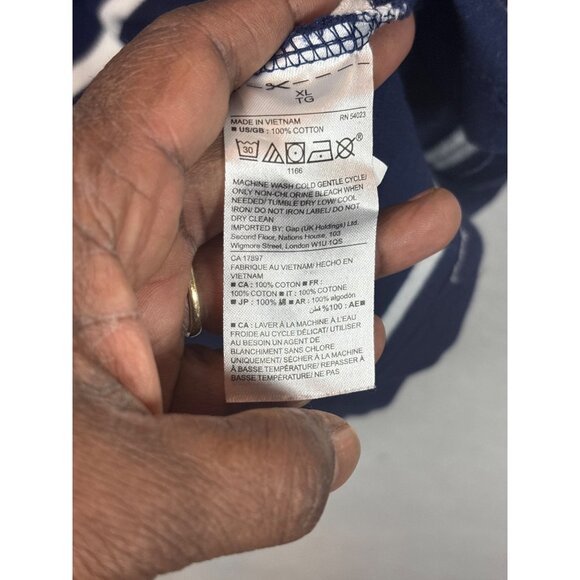 XL
TG
MADE IN VIETNAM RN 54023
■ US/GB : 100% COTTON
30
1166
MACHINE WASH COLD GENTLE CYCLE/
ONLY NON-CHLORINE BLEACH WHEN
NEEDED/ TUMBLE DRY LOW/ COOL
IRON/ DO NOT IRON LABEL/ DO NOT
DRY CLEAN
IMPORTED BY: Gap (UK Holdings) Ltd.
Second Floor, Nations House, 103
Wigmore Street, London W1U 1QS
CA 17897
FABRIQUÉ AU VIETNAM/ HECHO EN
VIETNAM
■ CA : 100% COTON ■ FR :
100% COTON ■ IT : 100% COTONE
■ JP : 100% 綿 ■ AR : 100% algodón
قطن %100 : AE ■
■ CA : LAVER À LA MACHINE À L'EAU
FROIDE AU CYCLE DÉLICAT/ UTILISER
AU BESOIN UN AGENT DE
BLANCHIMENT SANS CHLORE
UNIQUEMENT/ SÉCHER À LA MACHINE
À BASSE TEMPÉRATURE/ REPASSER À
BASSE TEMPÉRATURE/ NE PAS